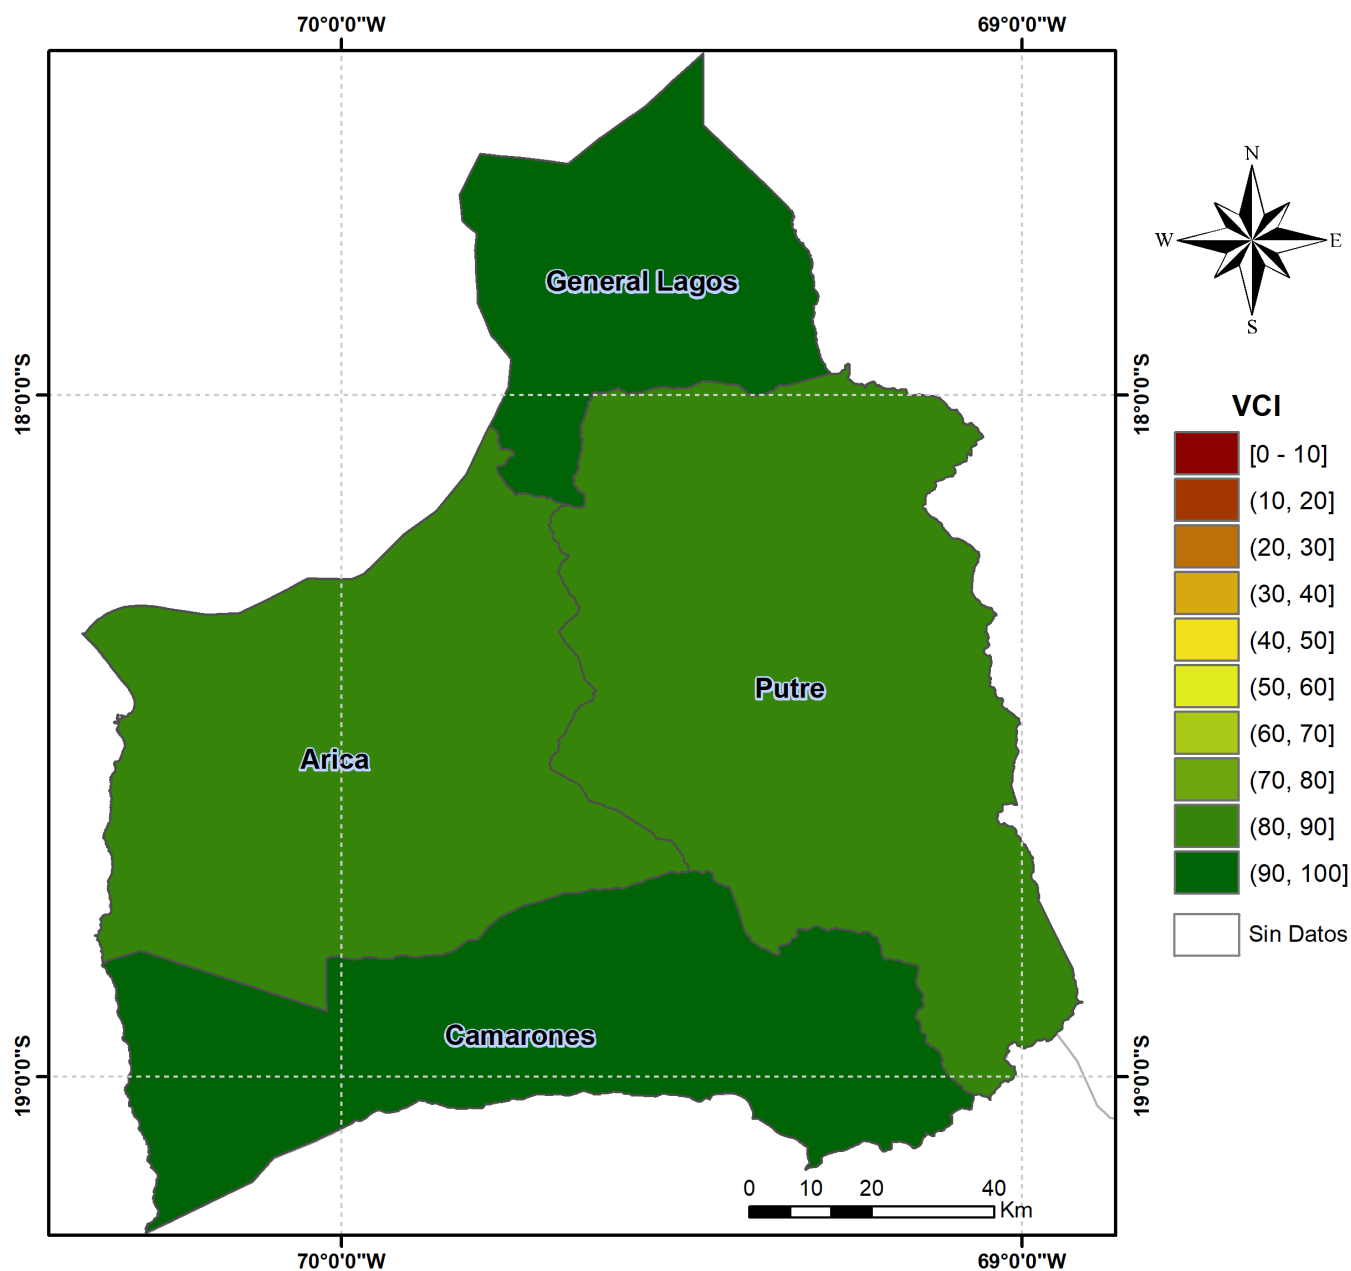 70°0'0"W
69°0'0"W
N
W
E
S
General Lagos
18°0'0"S
18°0'0"S
VCI
[0 - 10]
(10, 20]
(20, 30]
(30, 40]
(40, 50]
(50, 60]
(60, 70]
(70, 80]
(80, 90]
(90, 100]
Sin Datos
Putre
Arica
Camarones
19°0'0"S
19°0'0"S
0 10 20 40
Km
70°0'0"W
69°0'0"W